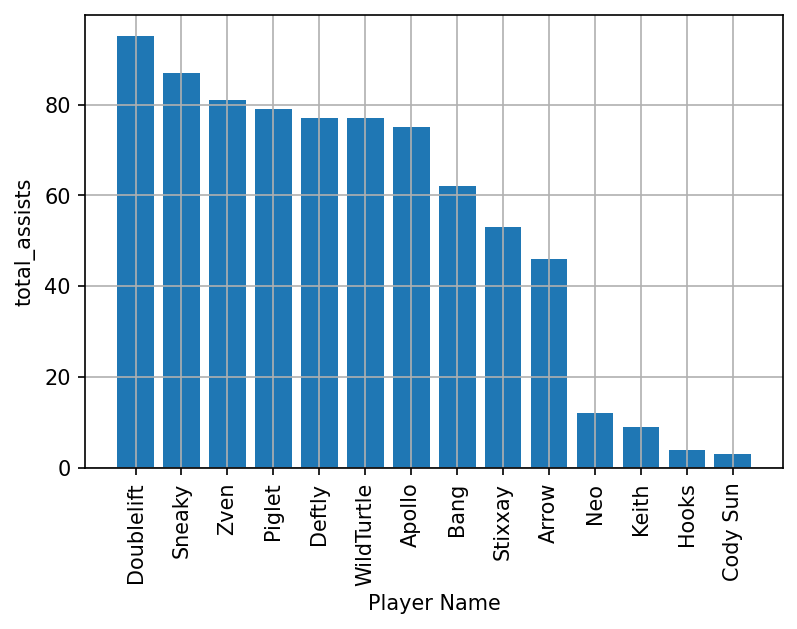 total_assists
80
60
40
20
0
Doublelift
Sneaky
Zven
Piglet
Deftly
WildTurtle
Apollo
Bang
Stixxay
Arrow
Neo
Keith
Hooks
Cody Sun
Player Name